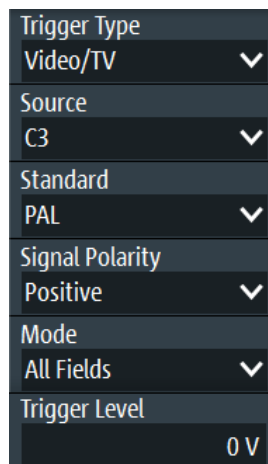 Trigger Type
Video/TV
Source
C3
Standard
PAL
Signal Polarity
Positive
Mode
All Fields
Trigger Level
0 V